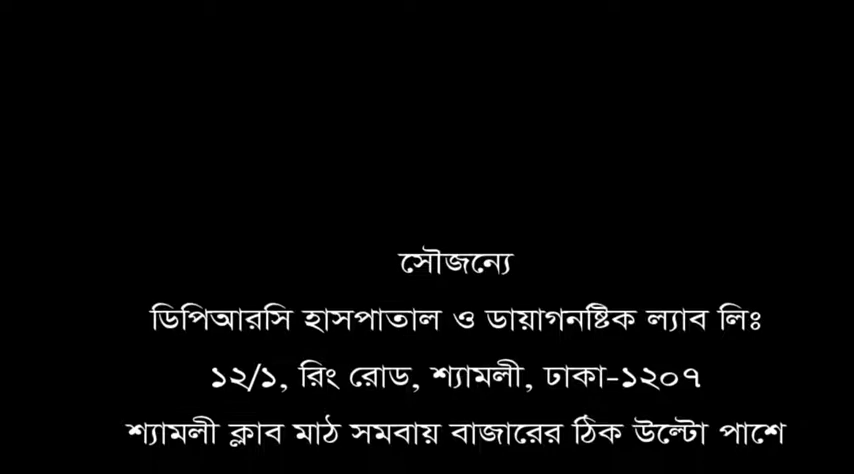 সৌজন্যে
ডিপিআরসি হাসপাতাল ও ডায়াগনষ্টিক ল্যাব লিঃ
১২/১, রিং রোড, শ্যামলী, ঢাকা-১২০৭
শ্যামলী ক্লাব মাঠ সমবায় বাজারের ঠিক উল্টো পাশে